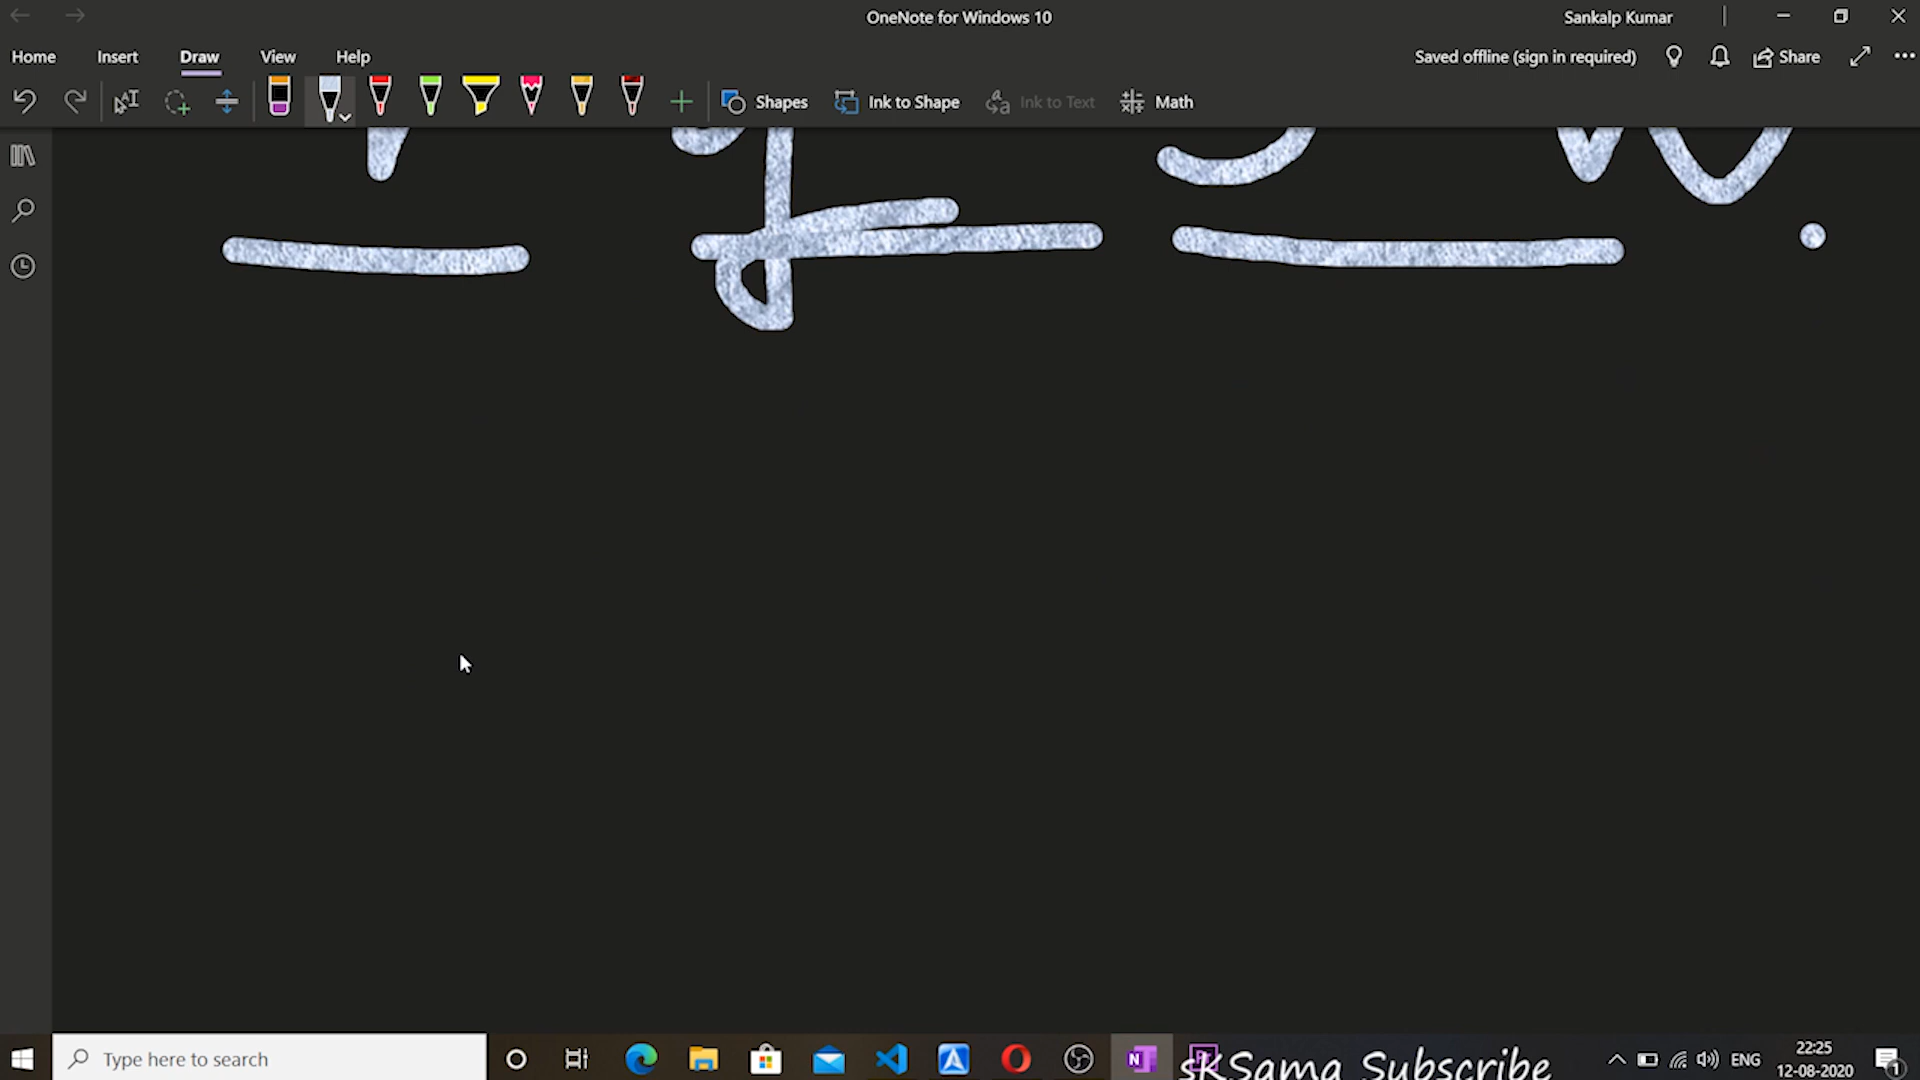 OneNote for Windows 10
Sankalp Kumar
Home Insert Draw View Help
Saved offline (sign in required) Share
Shapes Ink to Shape Ink to Text Math
Type here to search
sKSama Subscribe
ENG
22:25
12-08-2020
1